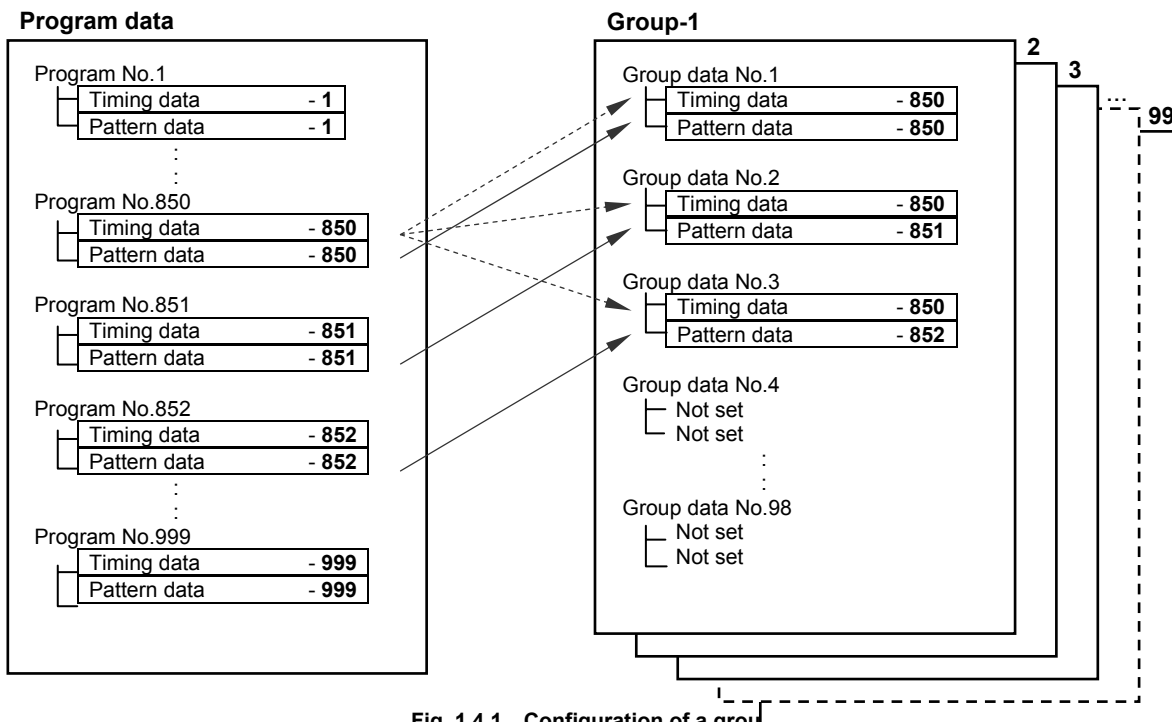 Program data
Program No.1
Timing data - 1
Pattern data - 1
:
:
Program No.850
Timing data - 850
Pattern data - 850
Program No.851
Timing data - 851
Pattern data - 851
Program No.852
Timing data - 852
Pattern data - 852
:
:
Program No.999
Timing data - 999
Pattern data - 999
Group-1
2
3
...
99
Group data No.1
Timing data - 850
Pattern data - 850
Group data No.2
Timing data - 850
Pattern data - 851
Group data No.3
Timing data - 850
Pattern data - 852
Group data No.4
Not set
Not set
:
:
Group data No.98
Not set
Not set
Fig. 1.4.1 Configuration of a grou